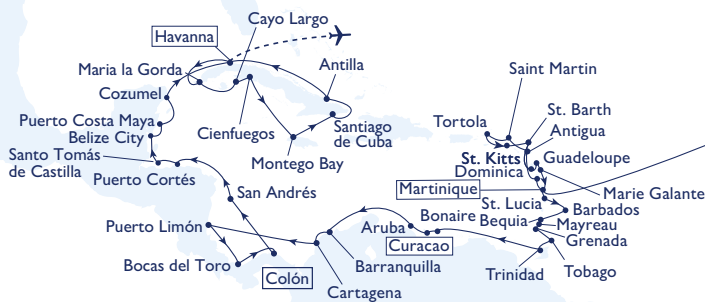 Cayo Largo
Havanna
Maria la Gorda
Antilla
Saint Martin
Cozumel
Tortola
St. Barth
Puerto Costa Maya
Antigua
Belize City
Cienfuegos
Santiago
de Cuba
Santo Tomás
de Castilla
Montego Bay
St. Kitts
Guadeloupe
Dominica
Puerto Cortés
Martinique
Marie Galante
San Andrés
St. Lucia
Barbados
Puerto Limón
Aruba
Bonaire
Bequia
Mayreau
Curacao
Grenada
Bocas del Toro
Colón
Barranquilla
Trinidad
Tobago
Cartagena